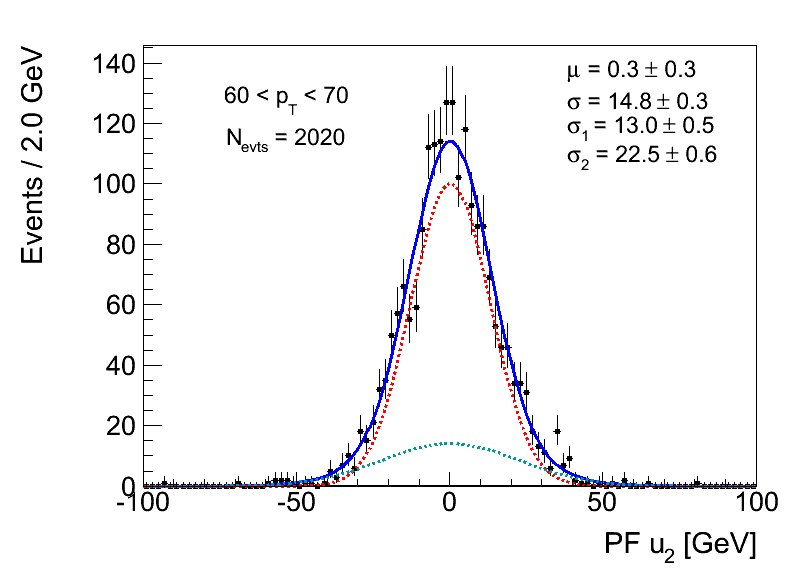 Events / 2.0 GeV
140
120
100
80
60
40
20
0
60 < p_T < 70
N_evts = 2020
μ = 0.3 ± 0.3
σ = 14.8 ± 0.3
σ_1 = 13.0 ± 0.5
σ_2 = 22.5 ± 0.6
-100 -50 0 50 100
PF u_2 [GeV]